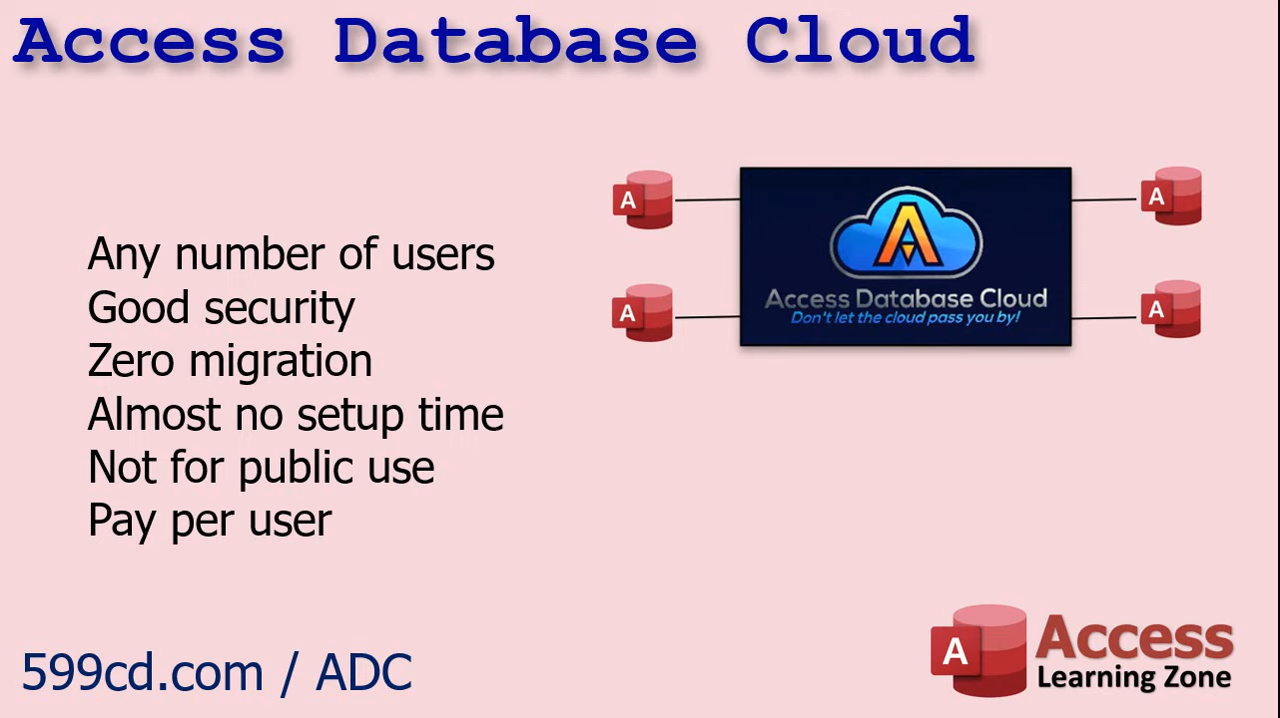 Access Database Cloud
Any number of users
Good security
Zero migration
Almost no setup time
Not for public use
Pay per user
A
A
Access Database Cloud
Don't let the cloud pass you by!
A
A
599cd.com / ADC
A
Access
Learning Zone